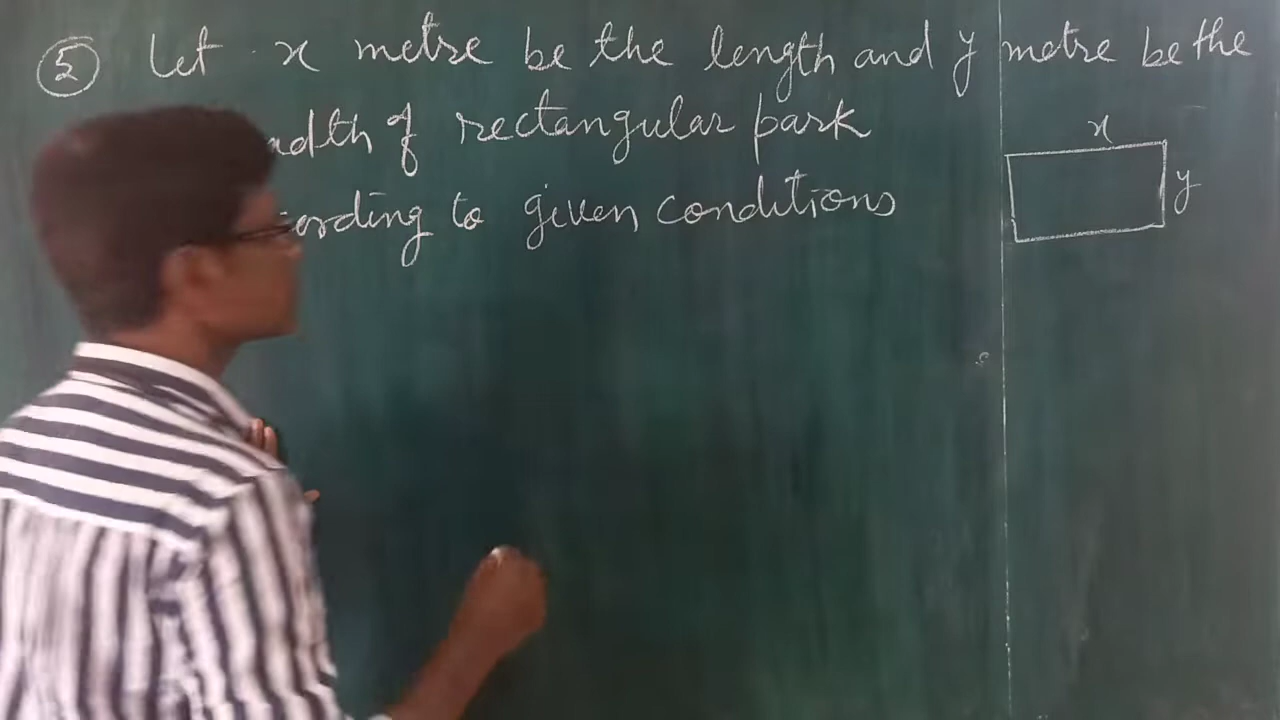 5 Let x metre be the length and y metre be the
adth of rectangular park
ording to given conditions
x
y